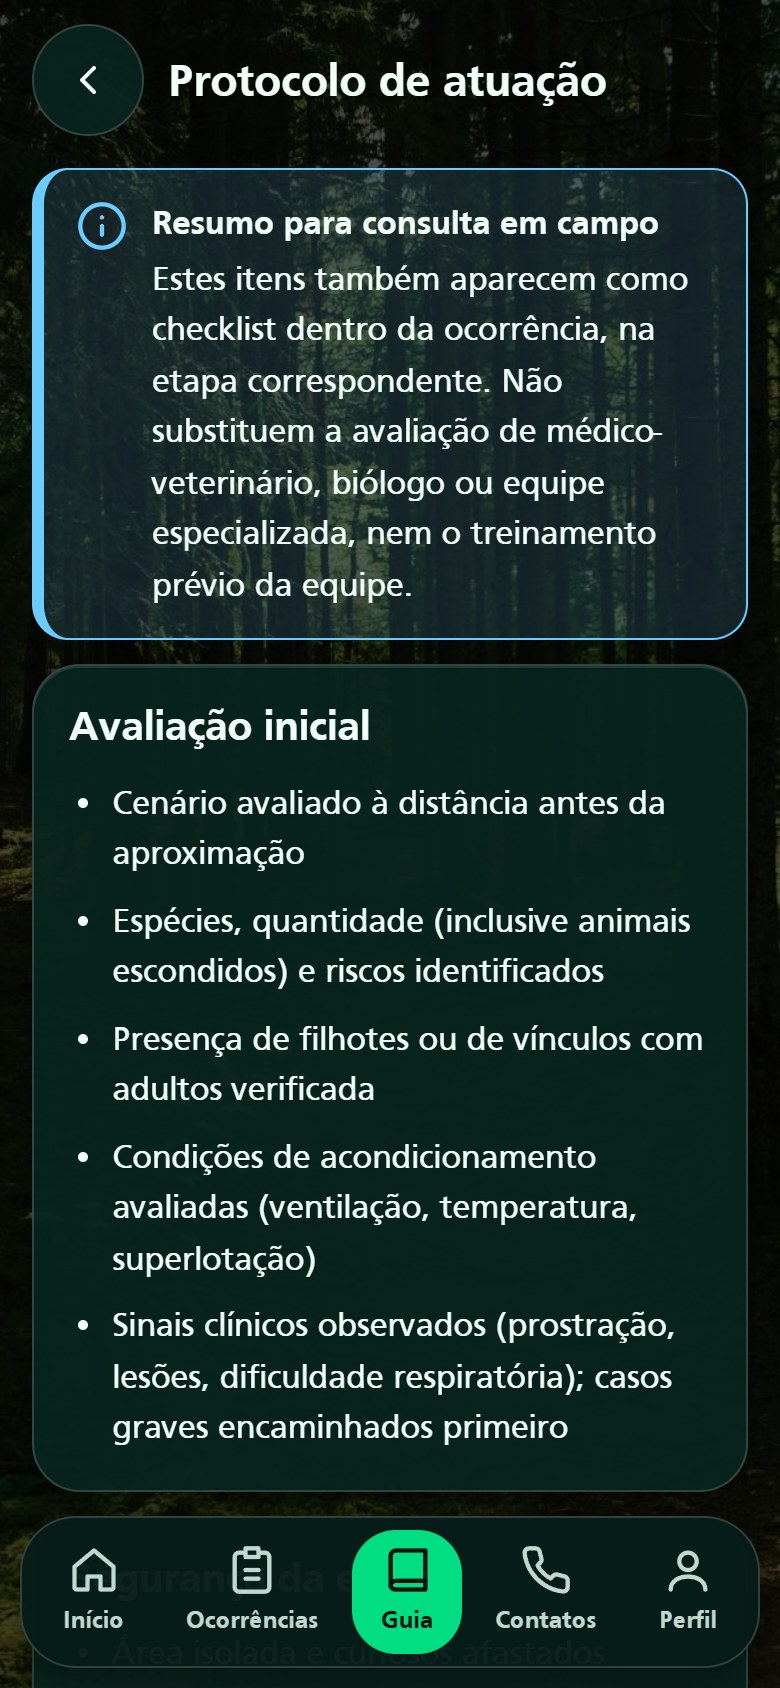 Protocolo de atuação
Resumo para consulta em campo
Estes itens também aparecem como
checklist dentro da ocorrência, na
etapa correspondente. Não
substituem a avaliação de médico-
veterinário, biólogo ou equipe
especializada, nem o treinamento
prévio da equipe.
Avaliação inicial
• Cenário avaliado à distância antes da
aproximação
• Espécies, quantidade (inclusive animais
escondidos) e riscos identificados
• Presença de filhotes ou de vínculos com
adultos verificada
• Condições de acondicionamento
avaliadas (ventilação, temperatura,
superlotação)
• Sinais clínicos observados (prostração,
lesões, dificuldade respiratória); casos
graves encaminhados primeiro
Início
Ocorrências
Guia
Contatos
Perfil
• Área isolada e curiosos afastados